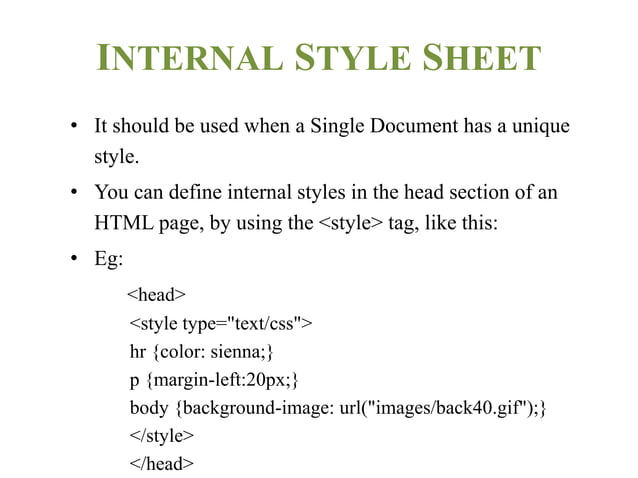 INTERNAL STYLE SHEET
• It should be used when a Single Document has a unique
style.
• You can define internal styles in the head section of an
HTML page, by using the <style> tag, like this:
• Eg:
<head>
<style type="text/css">
hr {color: sienna;}
p {margin-left:20px;}
body {background-image: url("images/back40.gif");}
</style>
</head>